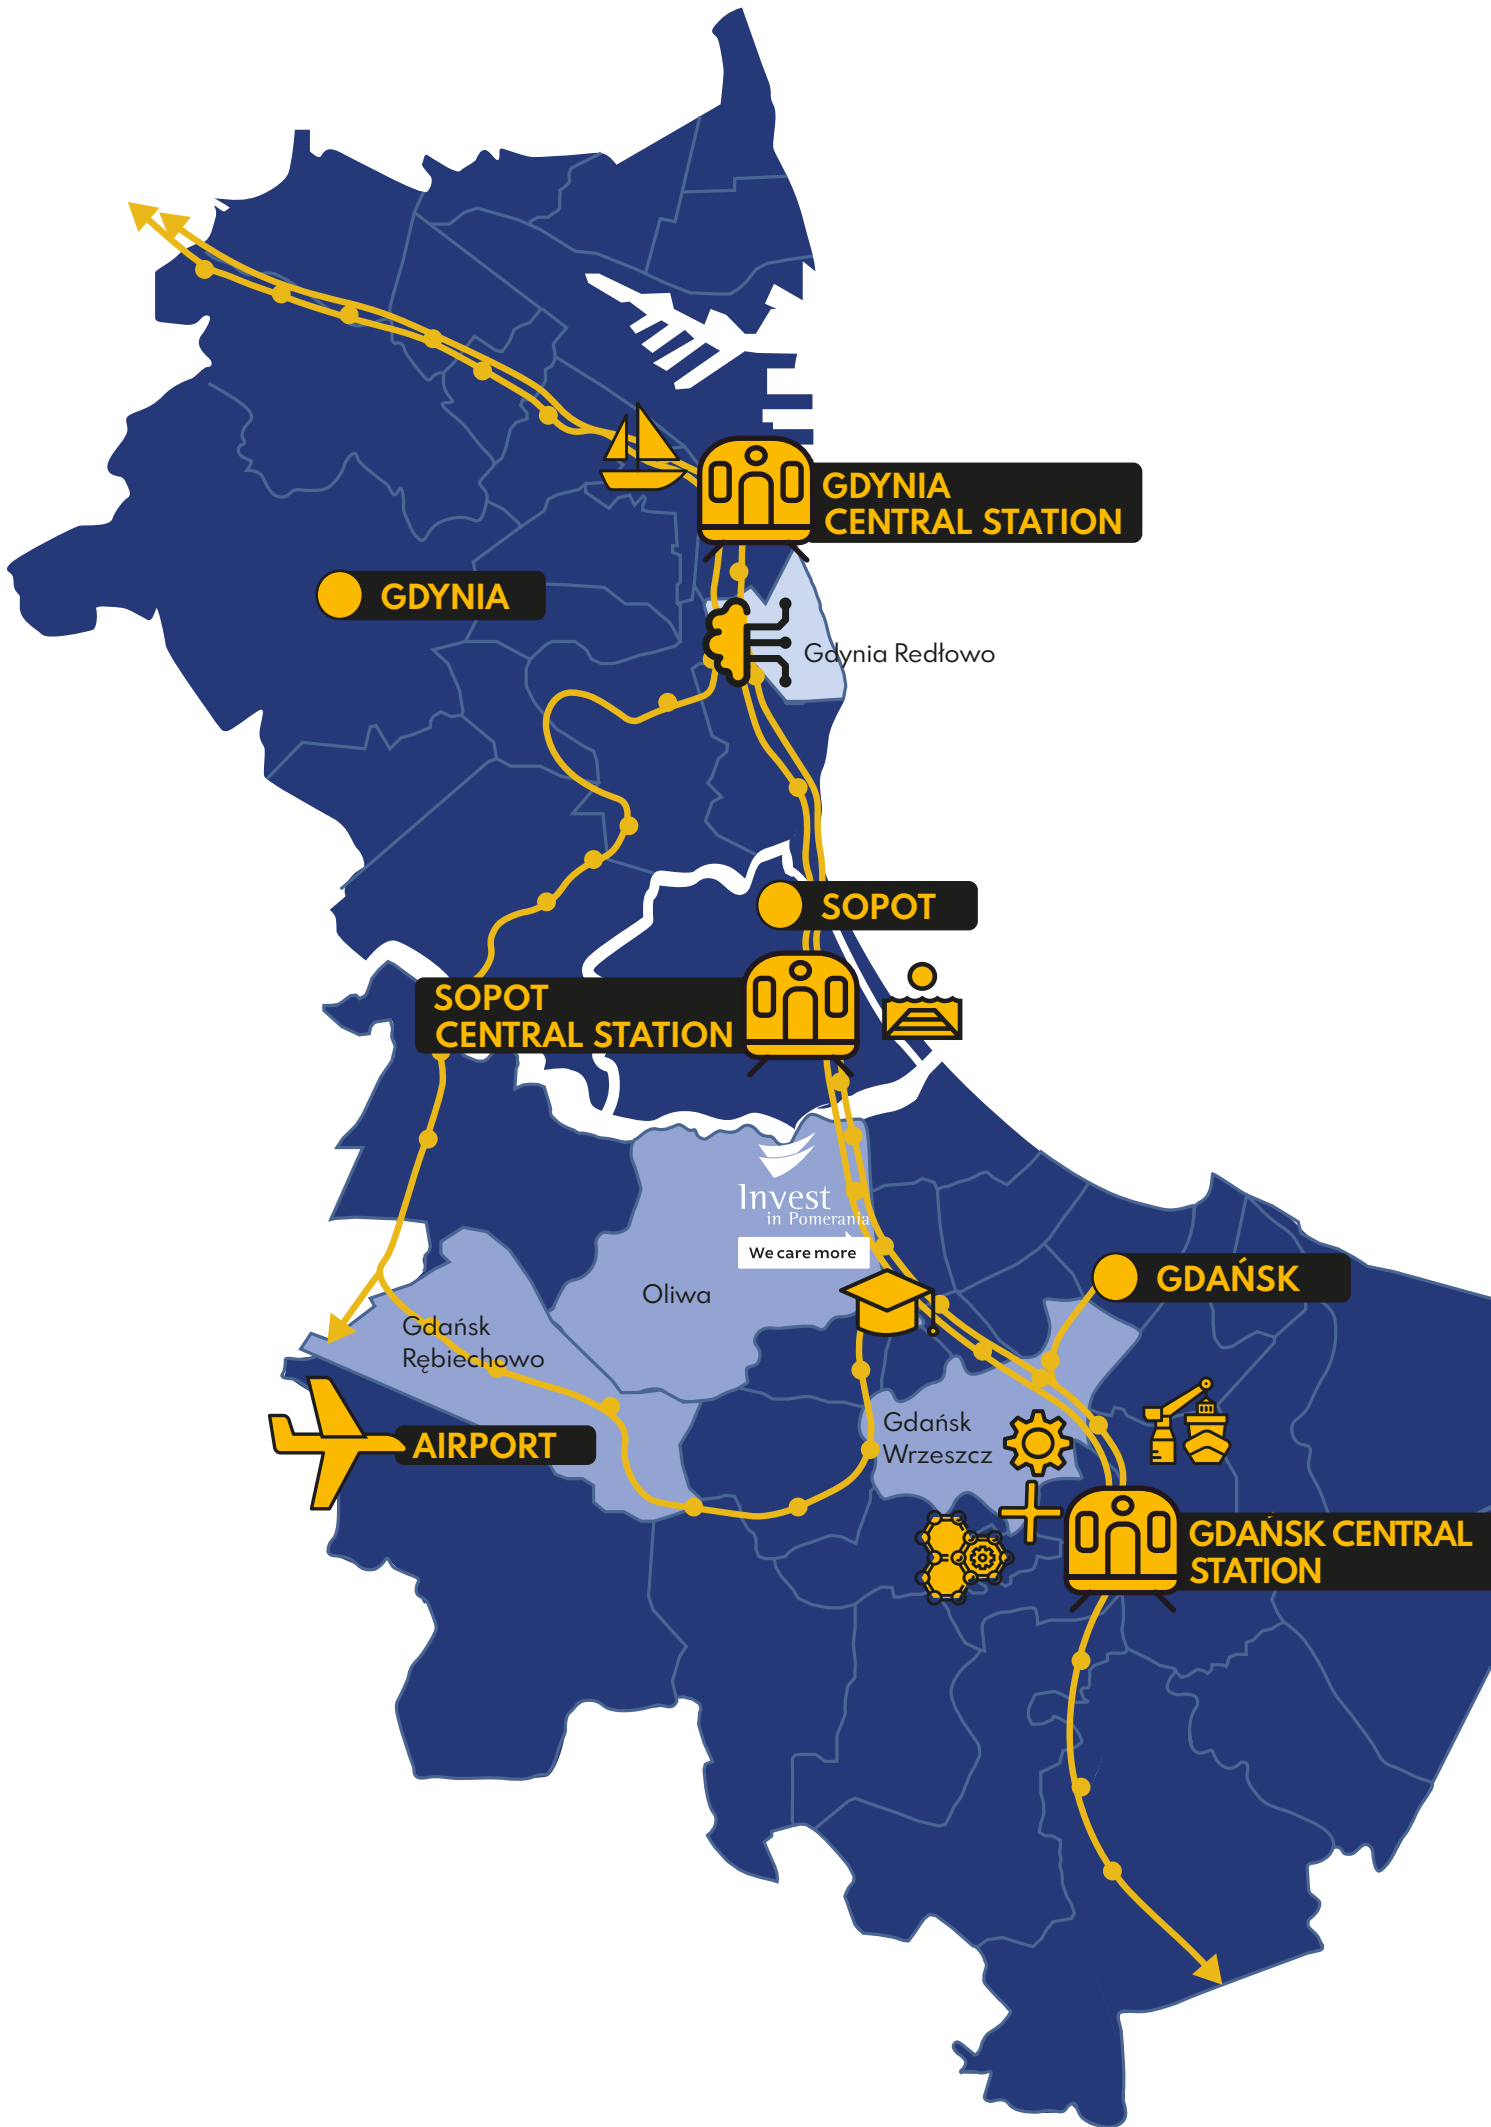 GDYNIA
CENTRAL STATION
GDYNIA
Gdynia Redłowo
SOPOT
SOPOT
CENTRAL STATION
Invest
in Pomerania
We care more
GDAŃSK
Oliwa
Gdańsk
Rębiechowo
AIRPORT
Gdańsk
Wrzeszcz
GDAŃSK CENTRAL
STATION